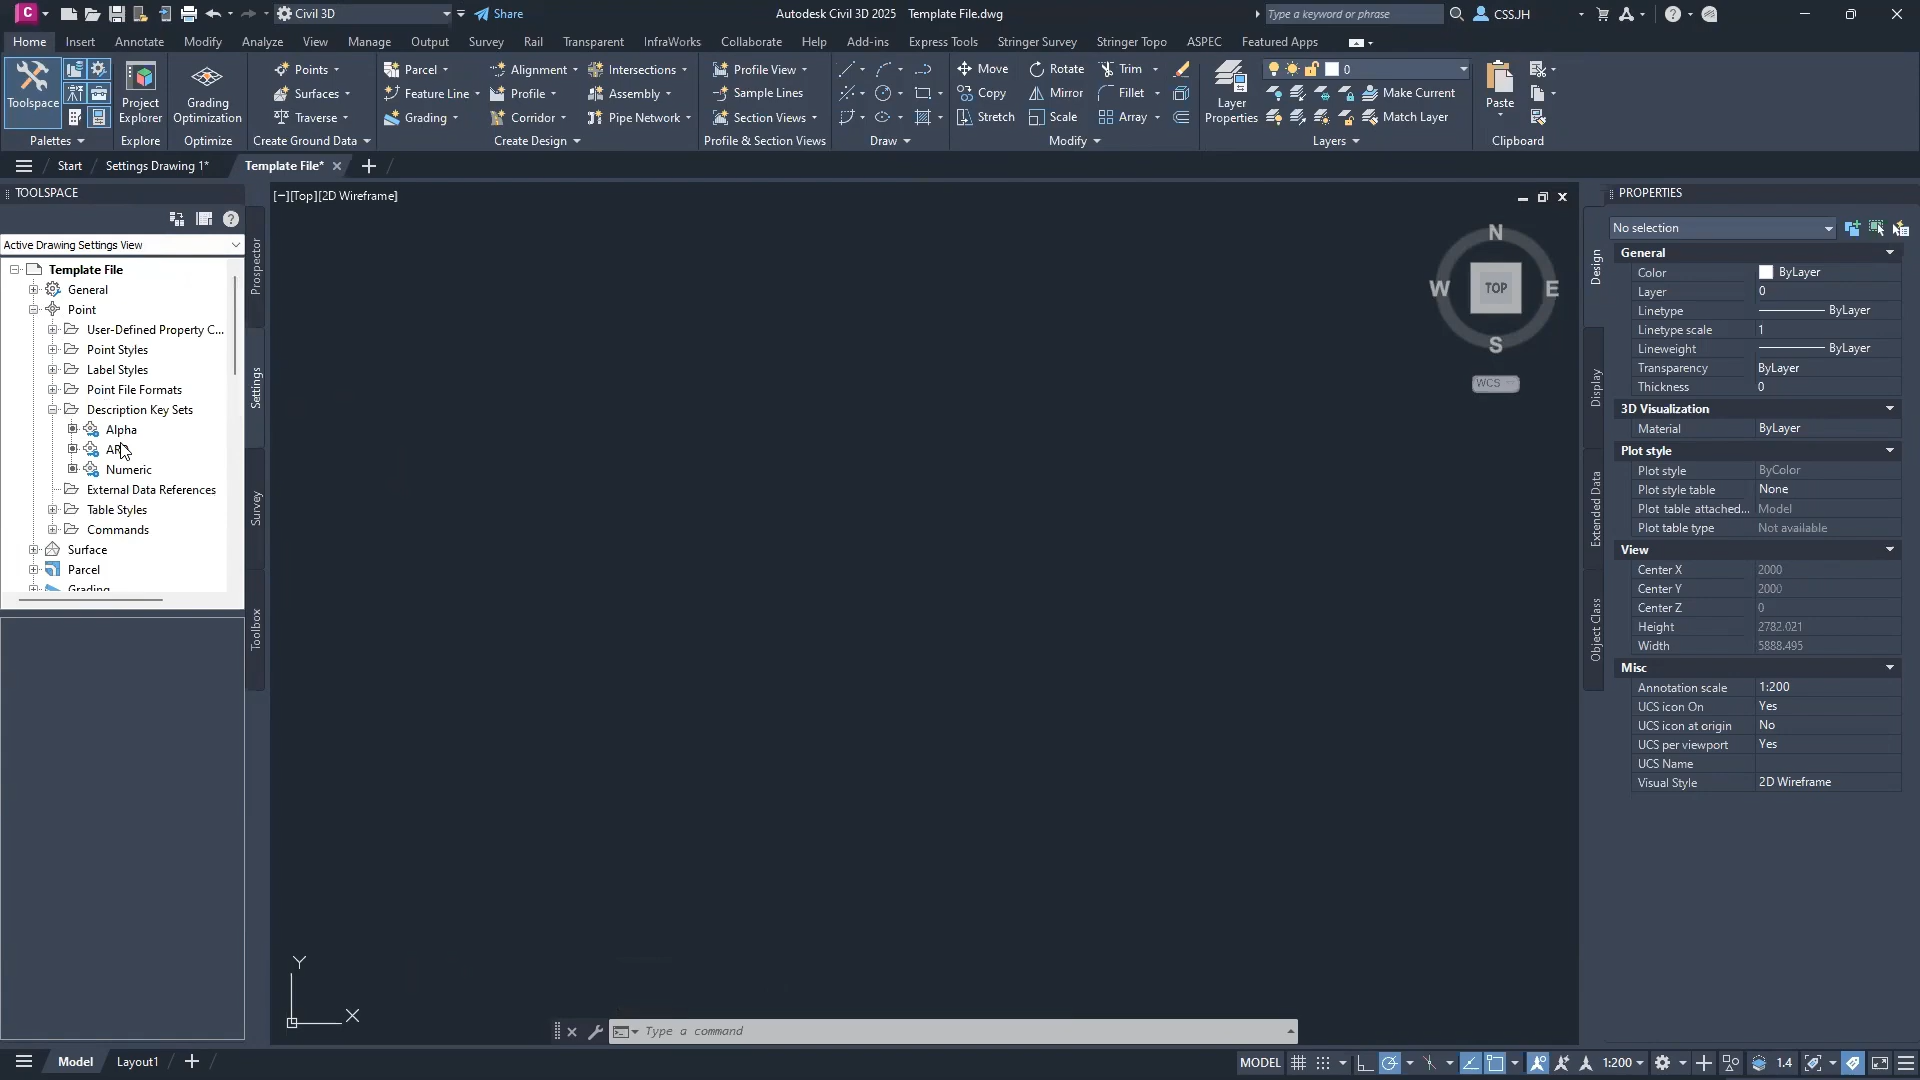 C
Civil 3D
Share
Autodesk Civil 3D 2025 Template File.dwg
Type a keyword or phrase
CSSJH
Home Insert Annotate Modify Analyze View Manage Output Survey Rail Transparent InfraWorks Collaborate Help Add-ins Express Tools Stringer Survey Stringer Topo ASPEC Featured Apps
Toolspace
Project Explorer
Grading Optimization
Points
Surfaces
Traverse
Parcel
Feature Line
Grading
Alignment
Profile
Corridor
Intersections
Assembly
Pipe Network
Profile View
Sample Lines
Section Views
Move
Copy
Stretch
Rotate
Mirror
Scale
Trim
Fillet
Array
Layer Properties
0
Make Current
Match Layer
Paste
Palettes Explore Optimize Create Ground Data Create Design Profile & Section Views Draw Modify Layers Clipboard
Start Settings Drawing 1* Template File*
TOOLSPACE
Active Drawing Settings View
Template File
General
Point
User-Defined Property C...
Point Styles
Label Styles
Point File Formats
Description Key Sets
Alpha
Numeric
External Data References
Table Styles
Commands
Surface
Parcel
Grading
Prospector
Settings
Survey
Toolbox
[−][Top][2D Wireframe]
N
W TOP E
S
WCS
Y
X
Type a command
PROPERTIES
No selection
Design
Display
Extended Data
Object Class
General
Color ByLayer
Layer 0
Linetype ByLayer
Linetype scale 1
Lineweight ByLayer
Transparency ByLayer
Thickness 0
3D Visualization
Material ByLayer
Plot style
Plot style ByColor
Plot style table None
Plot table attached... Model
Plot table type Not available
View
Center X 2000
Center Y 2000
Center Z 0
Height 2782.021
Width 5888.495
Misc
Annotation scale 1:200
UCS icon On Yes
UCS icon at origin No
UCS per viewport Yes
UCS Name
Visual Style 2D Wireframe
Model Layout1
MODEL
1:200
1.4